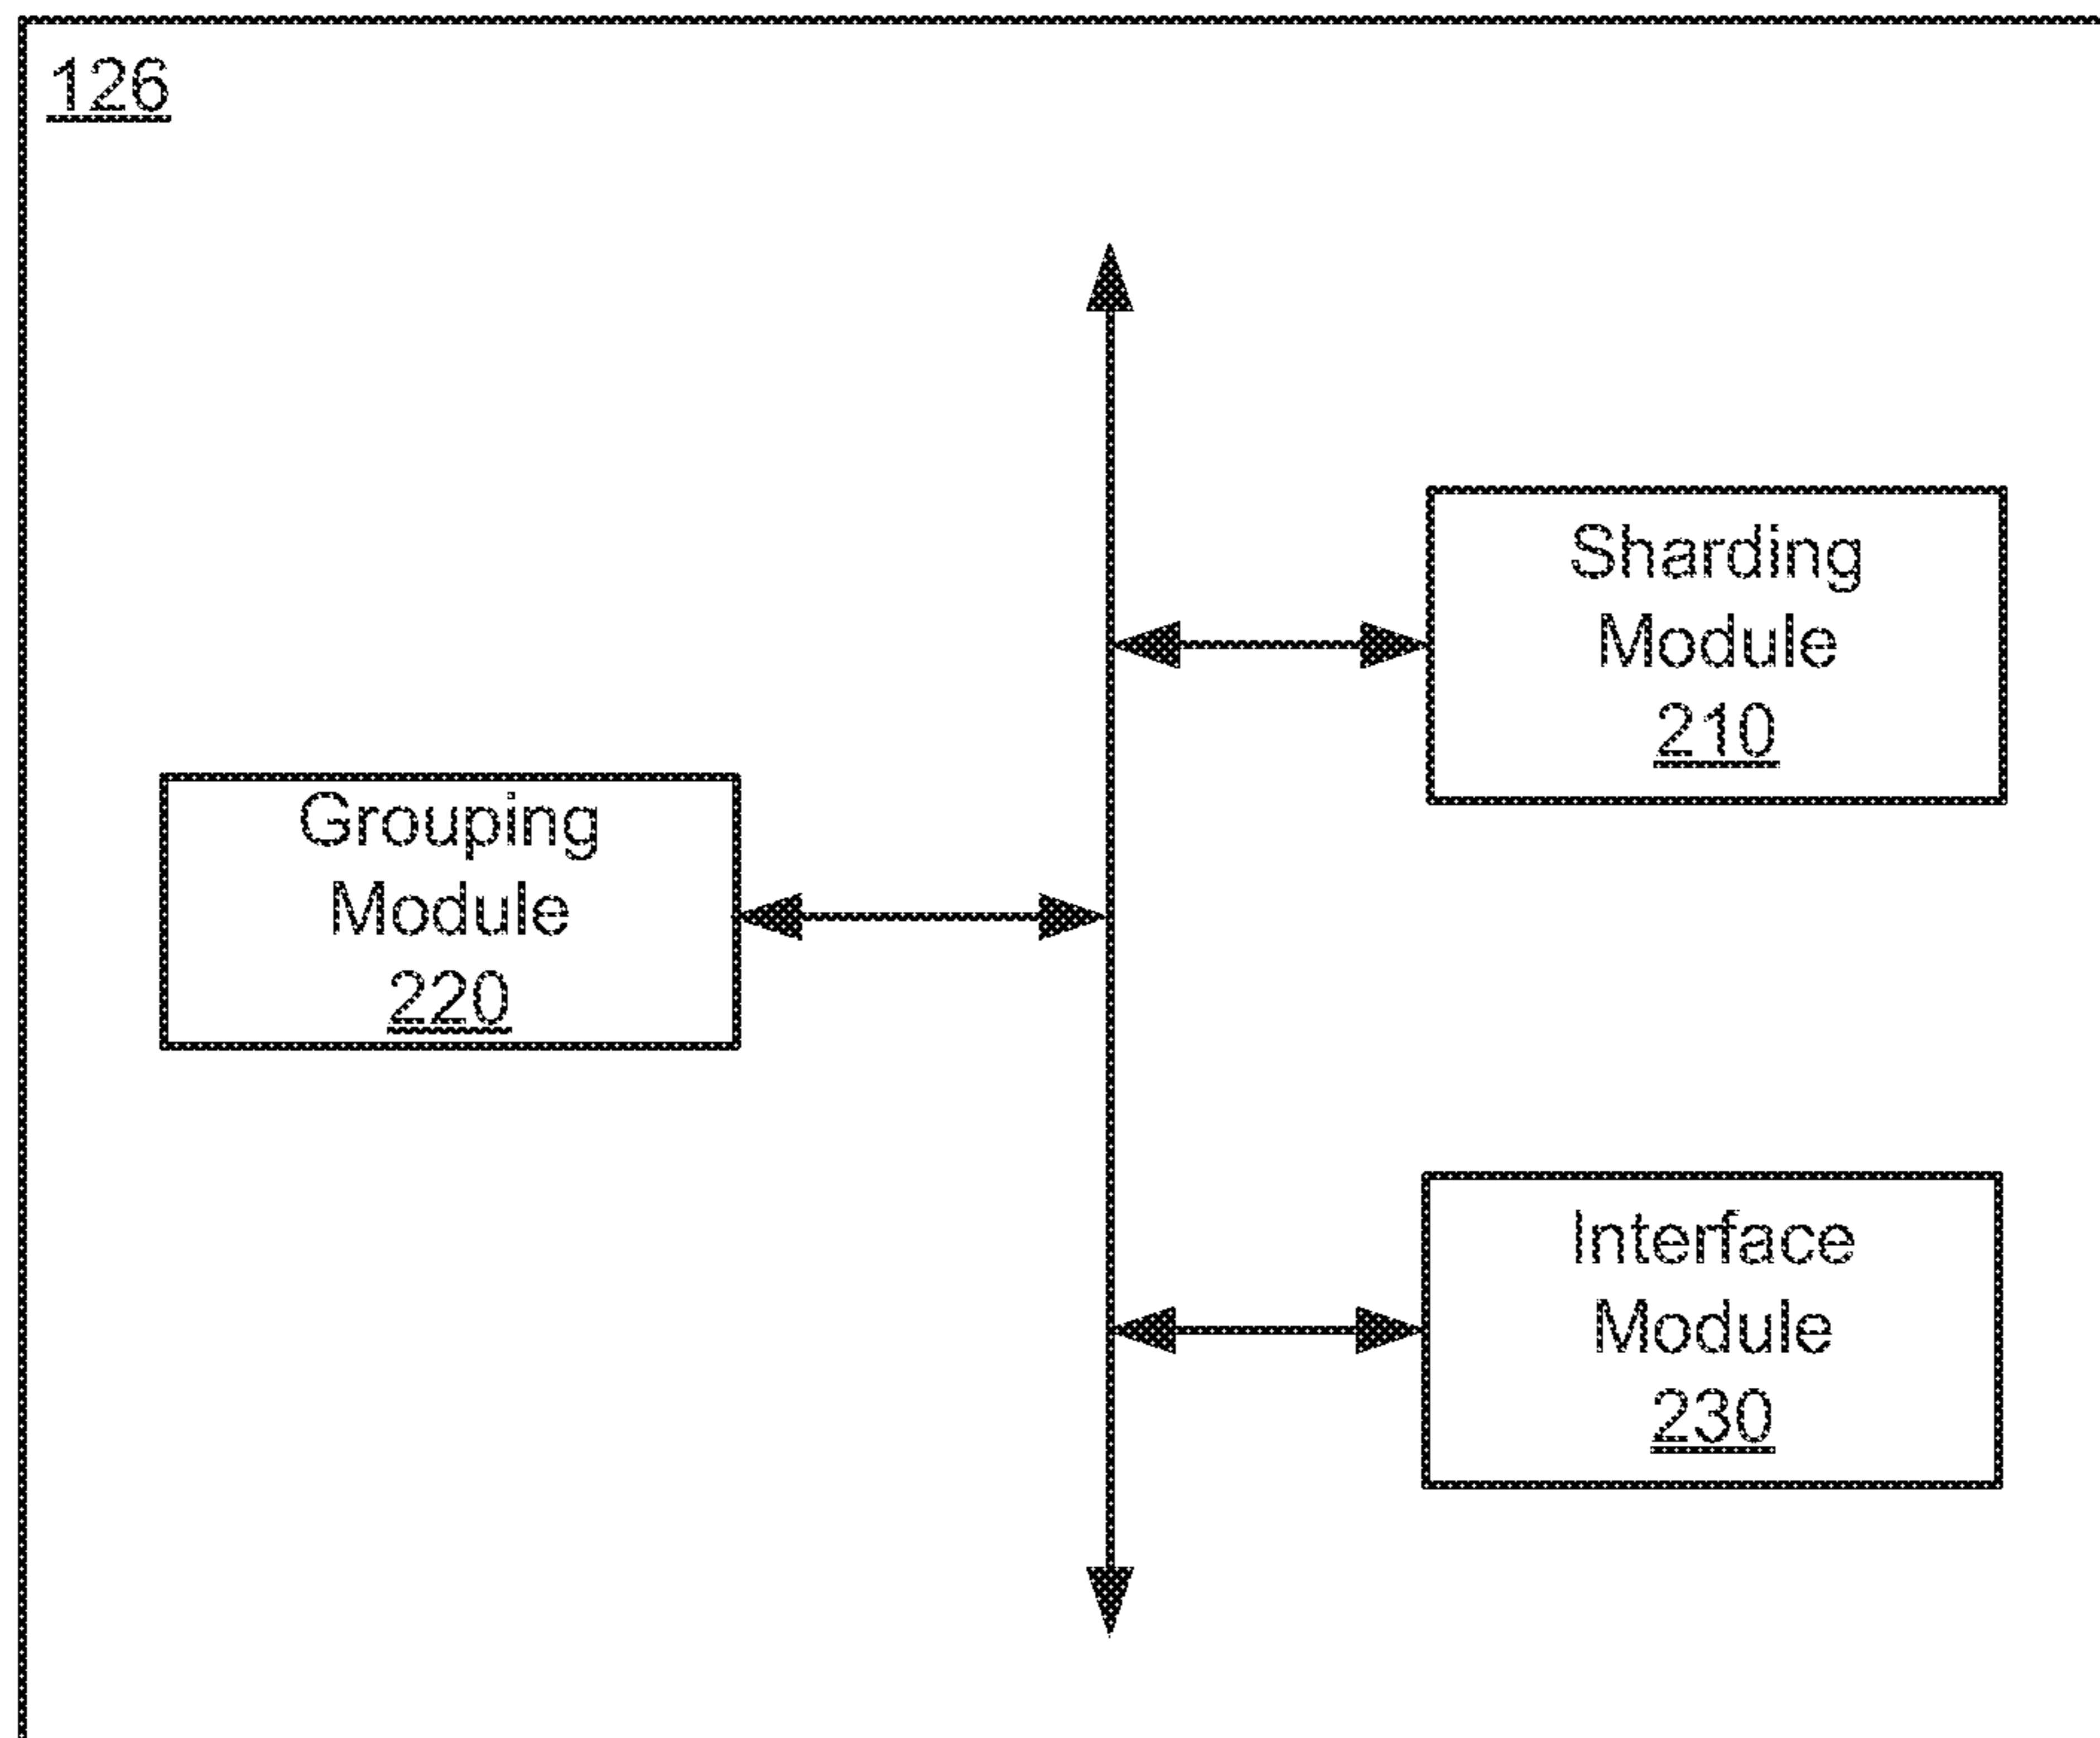 126
Sharding
Module
210
Grouping
Module
220
Interface
Module
230